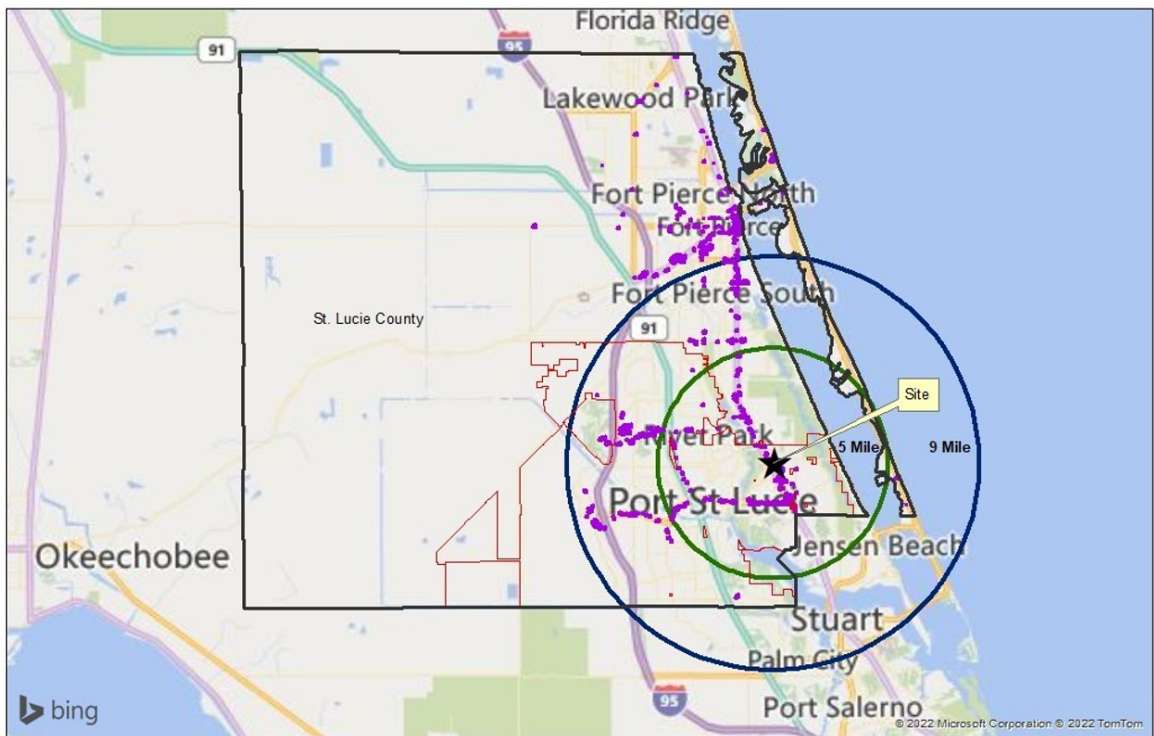 Florida Ridge
91
95
Lakewood Park
Fort Pierce North
Fort Pierce
Fort Pierce South
St. Lucie County
91
Site
River Park
5 Mile
9 Mile
Port St Lucie
Okeechobee
Jensen Beach
Stuart
Palm City
95
Port Salerno
bing
© 2022 Microsoft Corporation © 2022 TomTom